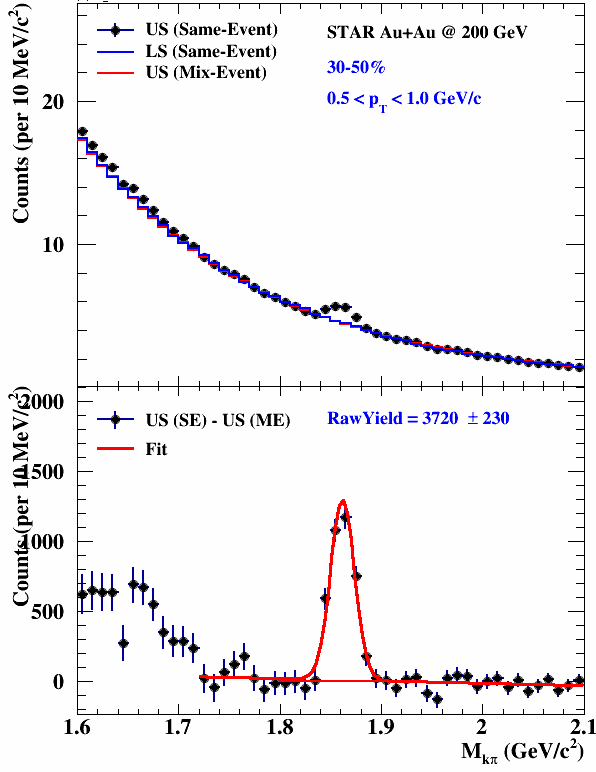 US (Same-Event)
LS (Same-Event)
US (Mix-Event)
STAR Au+Au @ 200 GeV
30-50%
0.5 < p_T < 1.0 GeV/c
Counts (per 10 MeV/c²)
20
10
US (SE) - US (ME)
Fit
RawYield = 3720 ± 230
Counts (per 10 MeV/c²)
2000
1500
1000
500
0
1.6 1.7 1.8 1.9 2 2.1
M_kπ (GeV/c²)